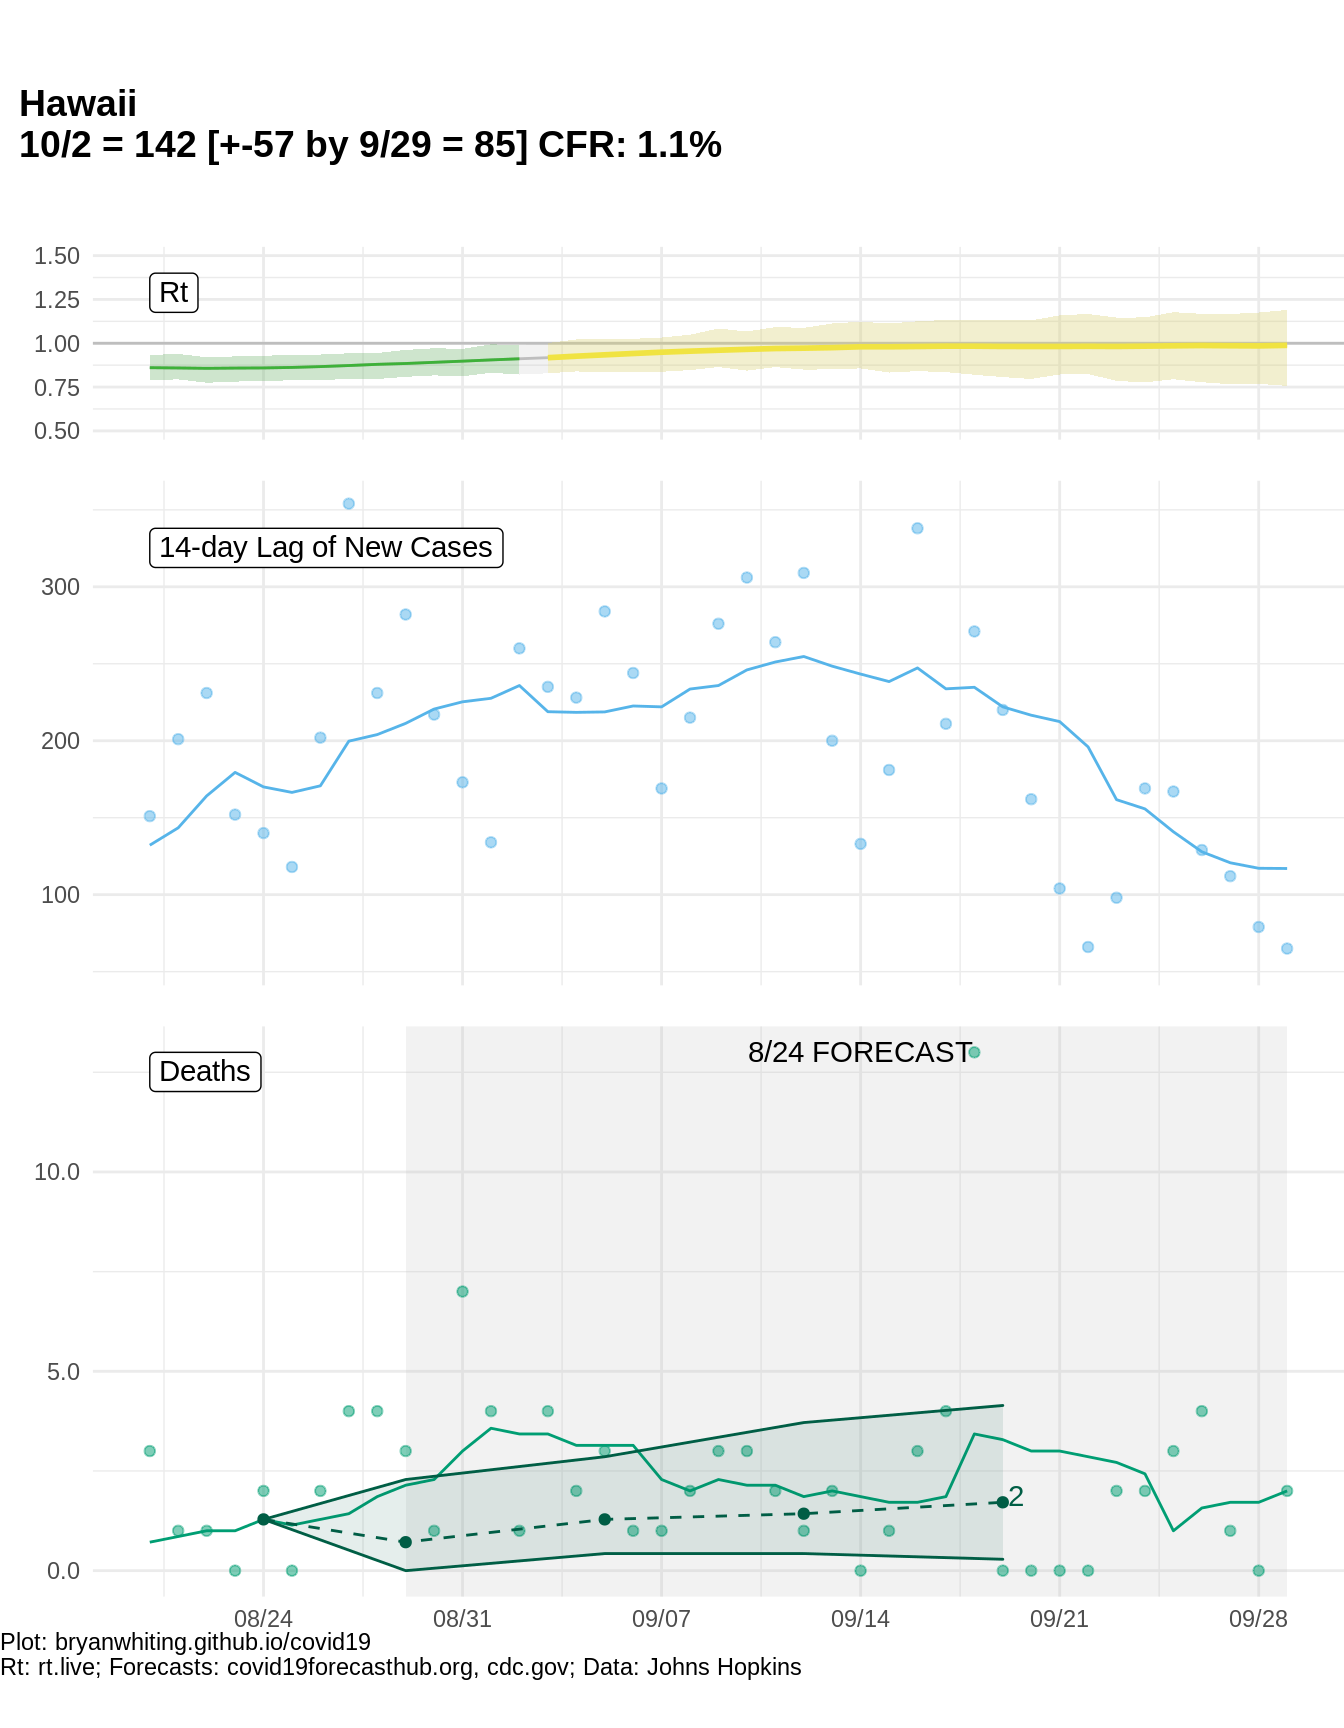 Hawaii
10/2 = 142 [+-57 by 9/29 = 85] CFR: 1.1%
1.50
1.25
1.00
0.75
0.50
Rt
14-day Lag of New Cases
300
200
100
Deaths
8/24 FORECAST
10.0
5.0
0.0
2
08/24 08/31 09/07 09/14 09/21 09/28
Plot: bryanwhiting.github.io/covid19
Rt: rt.live; Forecasts: covid19forecasthub.org, cdc.gov; Data: Johns Hopkins